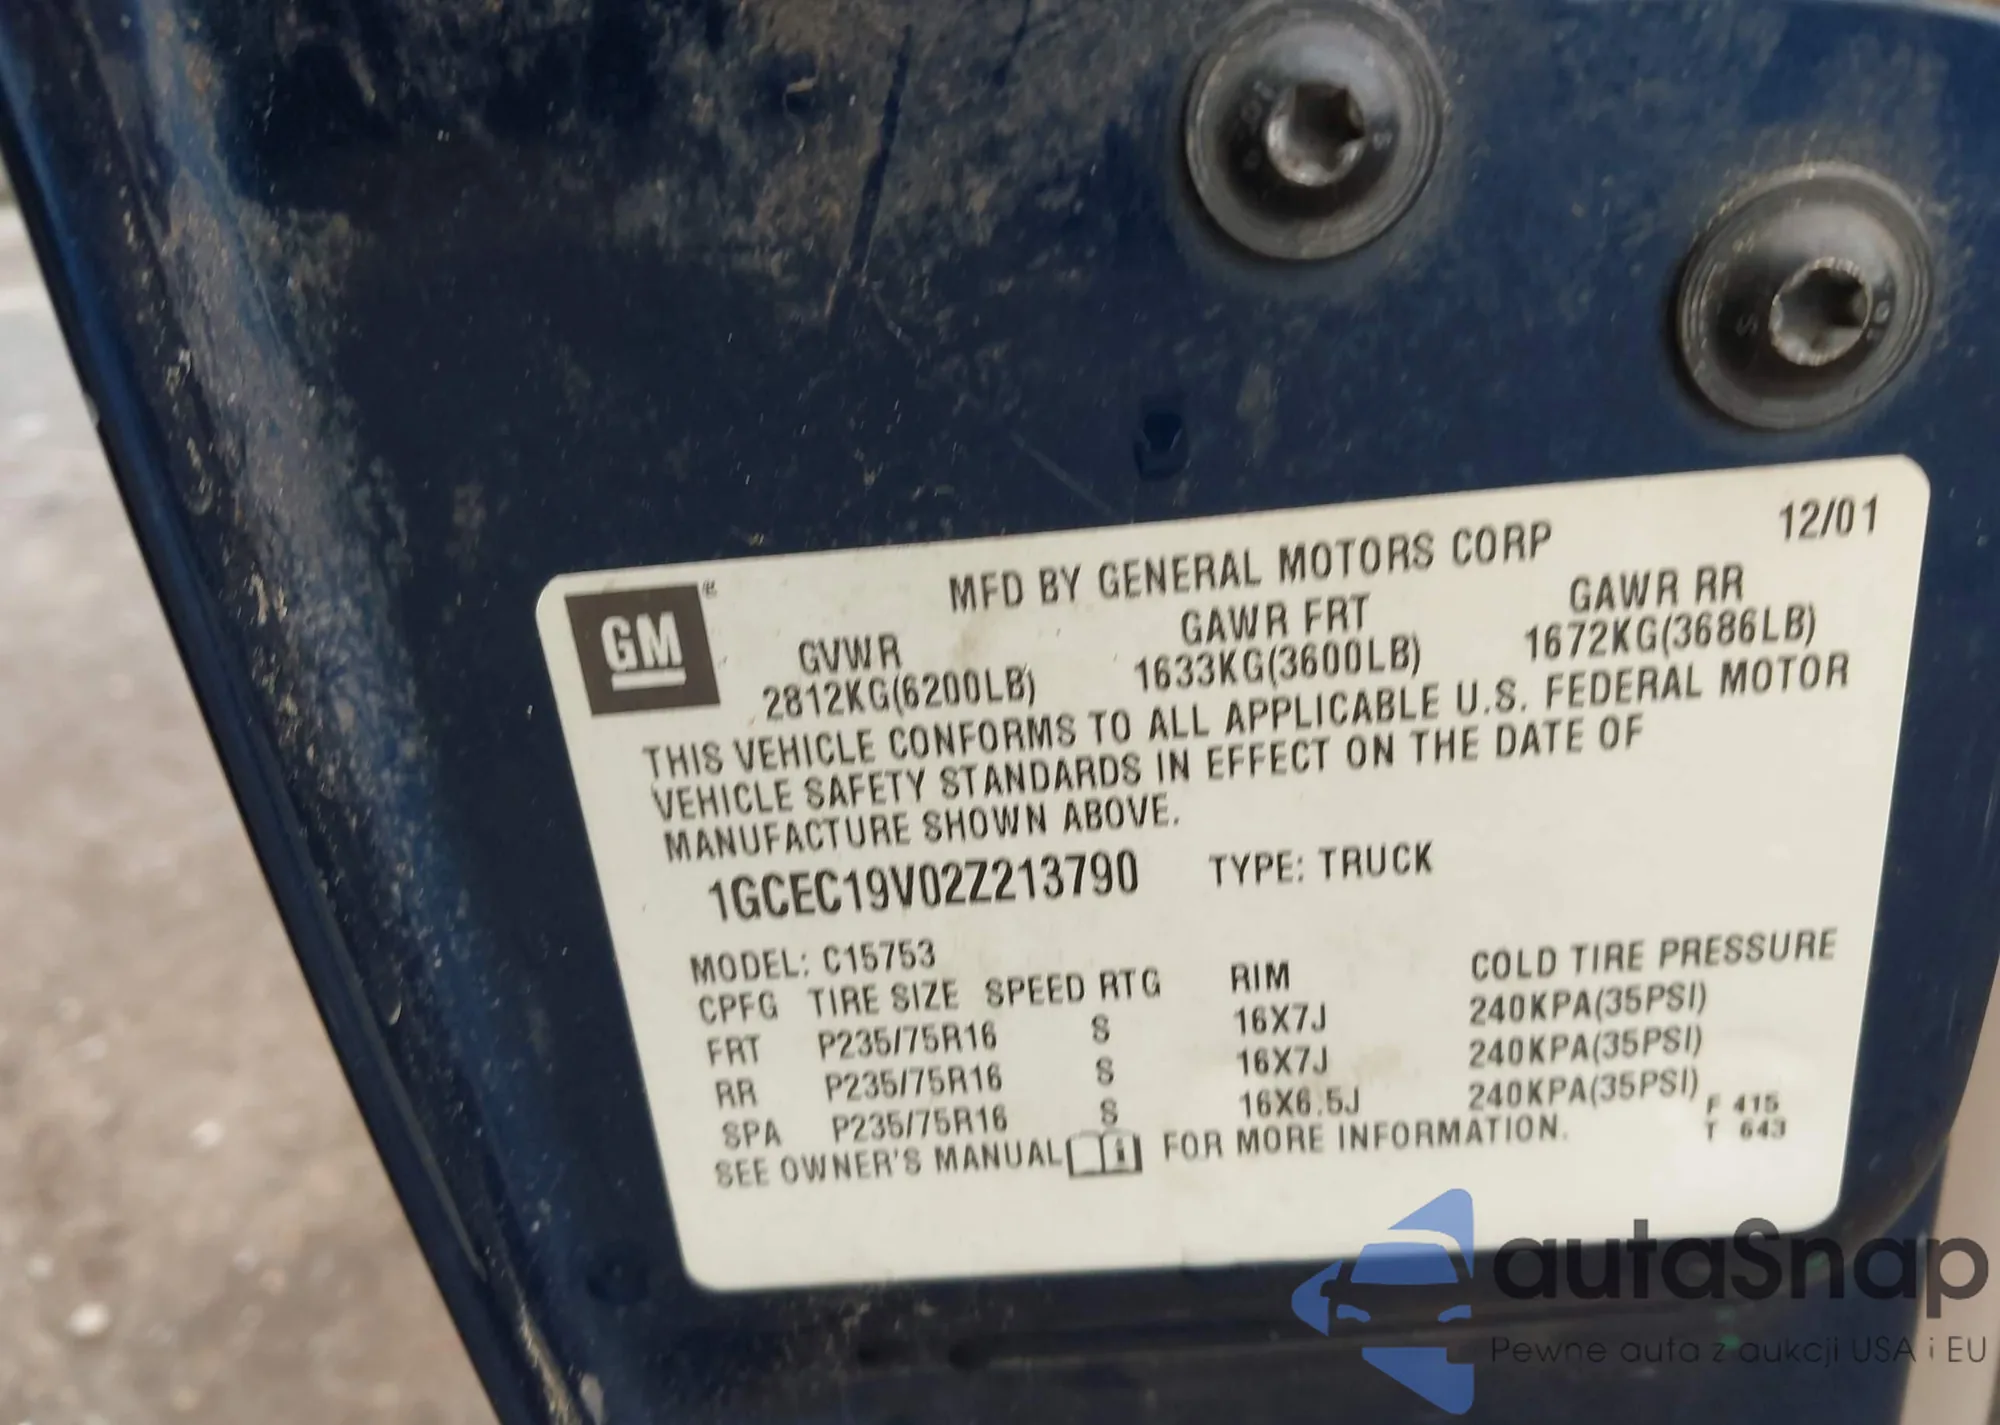 12/01
MFD BY GENERAL MOTORS CORP
GM
GVWR GAWR FRT GAWR RR
2812KG(6200LB) 1633KG(3600LB) 1672KG(3686LB)
THIS VEHICLE CONFORMS TO ALL APPLICABLE U.S. FEDERAL MOTOR
VEHICLE SAFETY STANDARDS IN EFFECT ON THE DATE OF
MANUFACTURE SHOWN ABOVE.
1GCEC19V02Z213790 TYPE: TRUCK
MODEL: C15753
CPFG TIRE SIZE SPEED RTG RIM COLD TIRE PRESSURE
FRT P235/75R16 S 16X7J 240KPA(35PSI)
RR P235/75R16 S 16X7J 240KPA(35PSI)
SPA P235/75R16 S 16X6.5J 240KPA(35PSI)
F 415
T 643
SEE OWNER'S MANUAL i FOR MORE INFORMATION.
autaSnap
Pewne auta z aukcji USA i EU